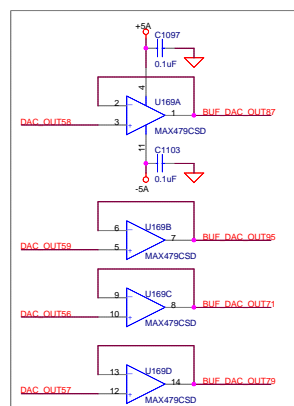 +5A
C1097
0.1uF
4
U169A
2
1
BUF_DAC_OUT87
DAC_OUT58
3
MAX479CSD
11
C1103
0.1uF
-5A
U169B
6
7
BUF_DAC_OUT95
DAC_OUT59
5
MAX479CSD
U169C
9
8
BUF_DAC_OUT71
DAC_OUT56
10
MAX479CSD
U169D
13
14
BUF_DAC_OUT79
DAC_OUT57
12
MAX479CSD